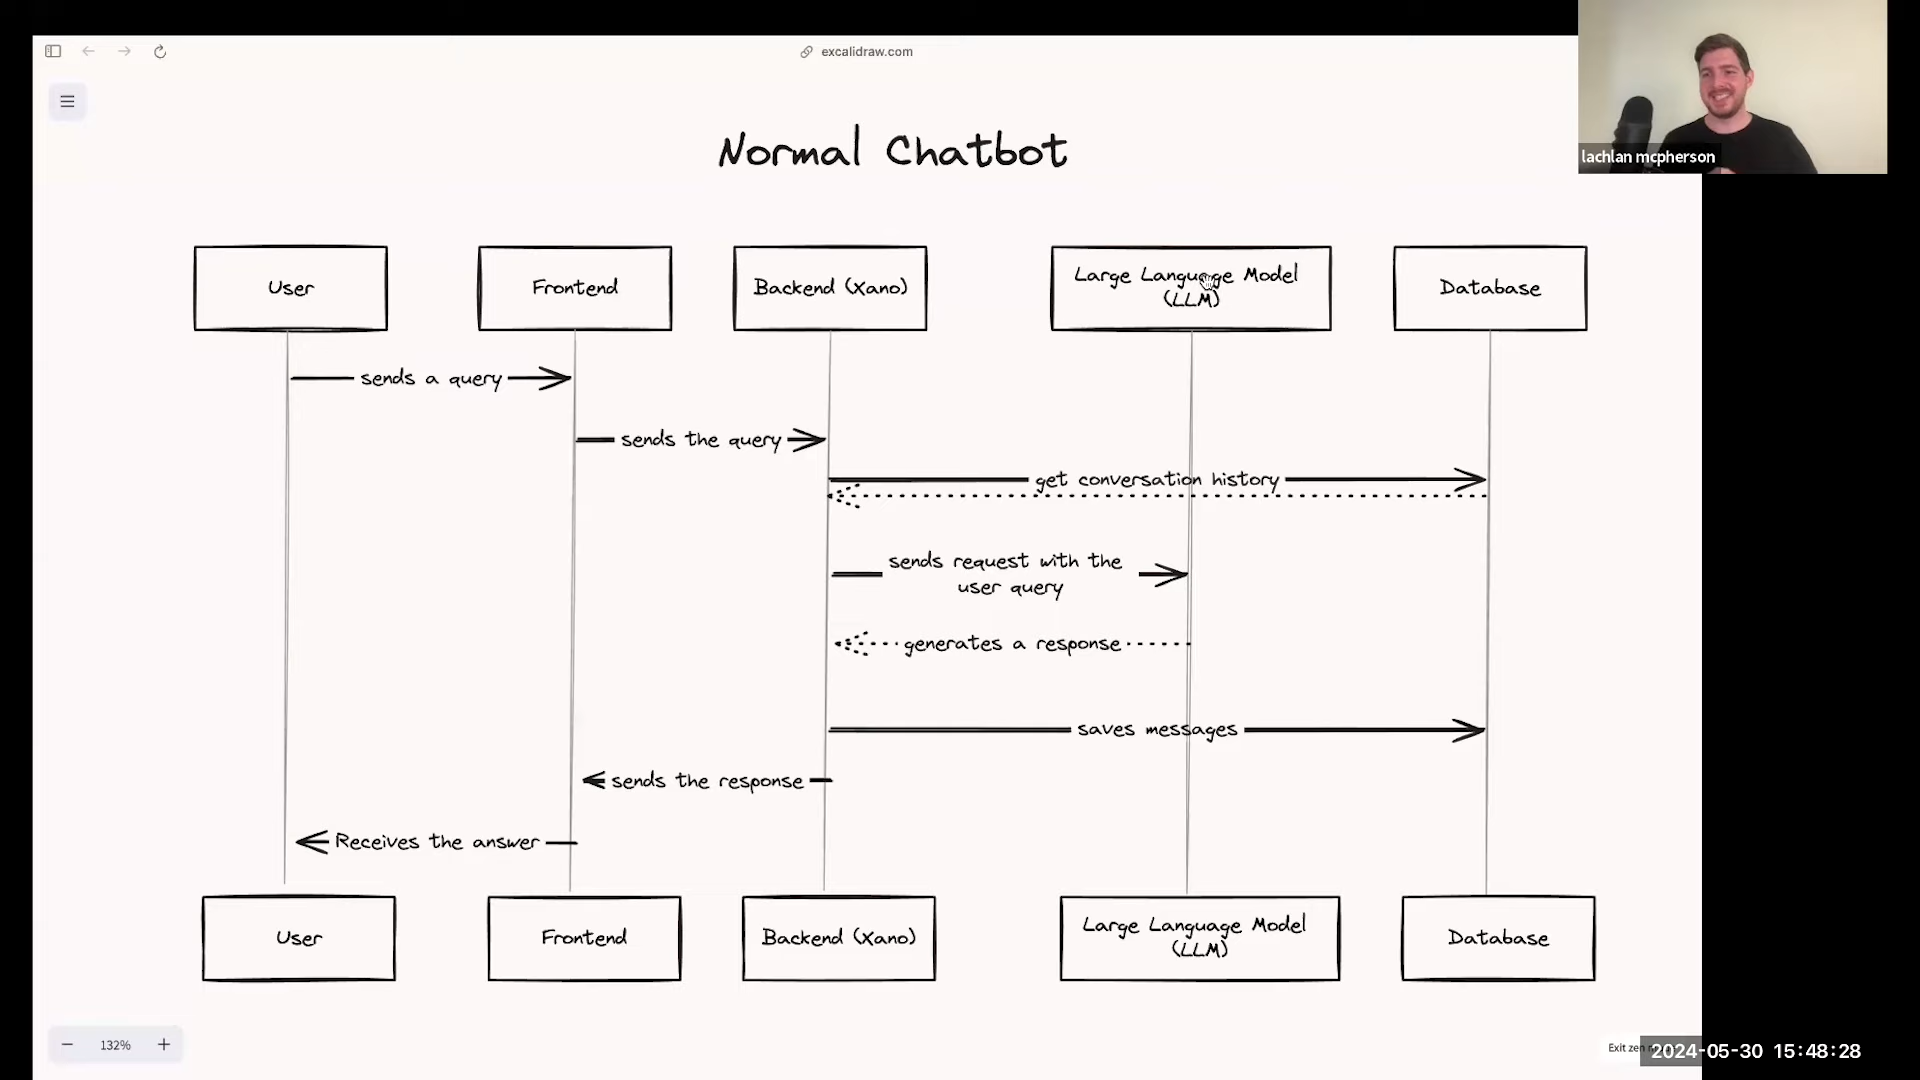 excalidraw.com
lachlan mcpherson
Normal Chatbot
User
Frontend
Backend (Xano)
Large Language Model
(LLM)
Database
sends a query
sends the query
get conversation history
sends request with the
user query
generates a response
saves messages
sends the response
Receives the answer
User
Frontend
Backend (Xano)
Large Language Model
(LLM)
Database
132%
Exit zen
2024-05-30 15:48:28